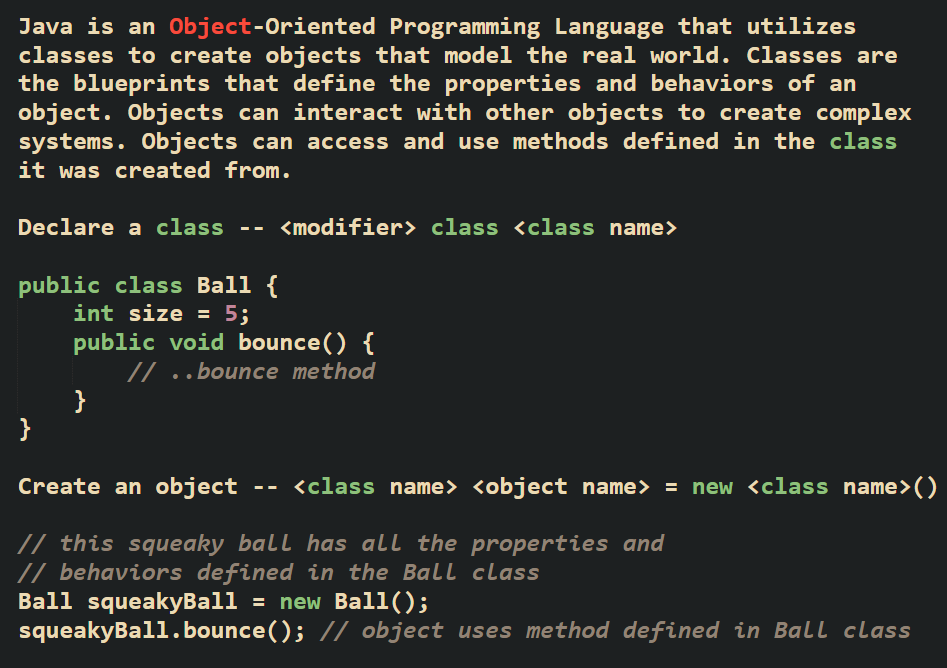 Java is an Object-Oriented Programming Language that utilizes
classes to create objects that model the real world. Classes are
the blueprints that define the properties and behaviors of an
object. Objects can interact with other objects to create complex
systems. Objects can access and use methods defined in the class
it was created from.
Declare a class -- <modifier> class <class name>
public class Ball {
    int size = 5;
    public void bounce() {
        // ..bounce method
    }
}
Create an object -- <class name> <object name> = new <class name>()
// this squeaky ball has all the properties and
// behaviors defined in the Ball class
Ball squeakyBall = new Ball();
squeakyBall.bounce(); // object uses method defined in Ball class